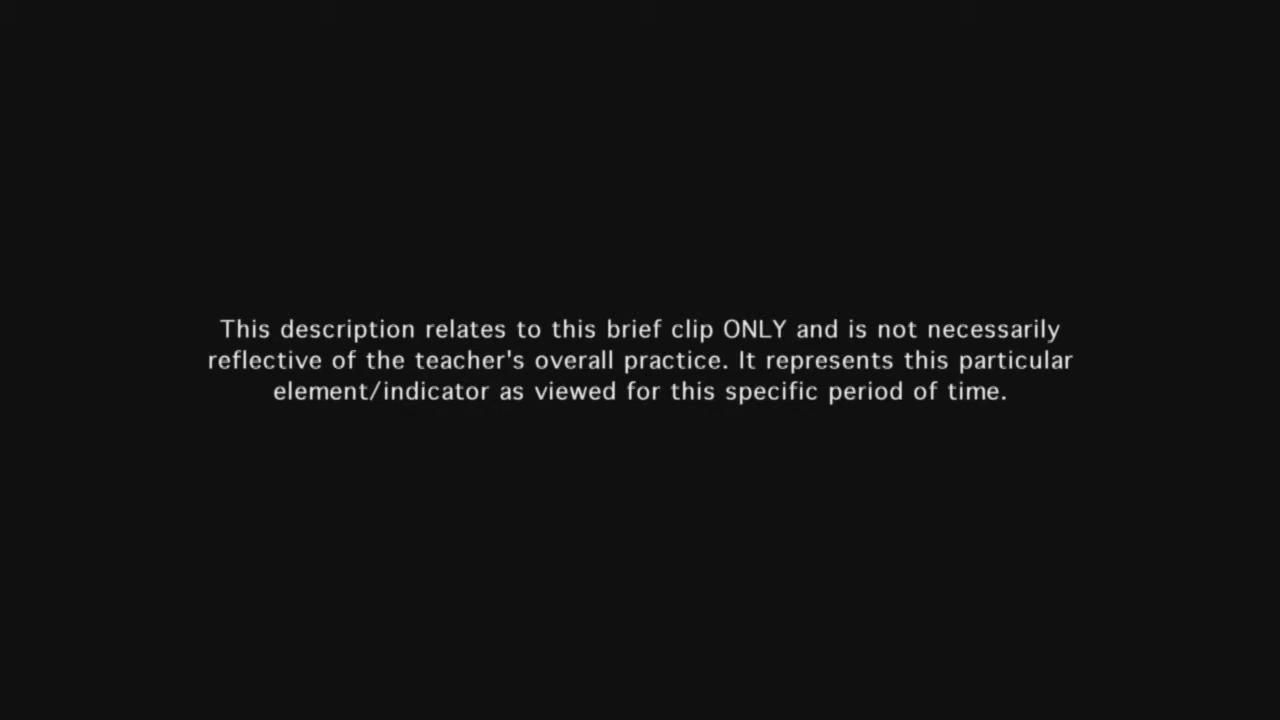 This description relates to this brief clip ONLY and is not necessarily
reflective of the teacher's overall practice. It represents this particular
element/indicator as viewed for this specific period of time.